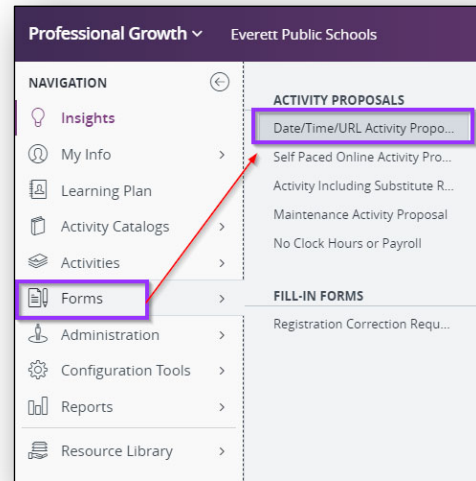 Professional Growth Everett Public Schools
NAVIGATION
Insights
My Info
Learning Plan
Activity Catalogs
Activities
Forms
Administration
Configuration Tools
Reports
Resource Library
ACTIVITY PROPOSALS
Date/Time/URL Activity Propo...
Self Paced Online Activity Pro...
Activity Including Substitute R...
Maintenance Activity Proposal
No Clock Hours or Payroll
FILL-IN FORMS
Registration Correction Requ...